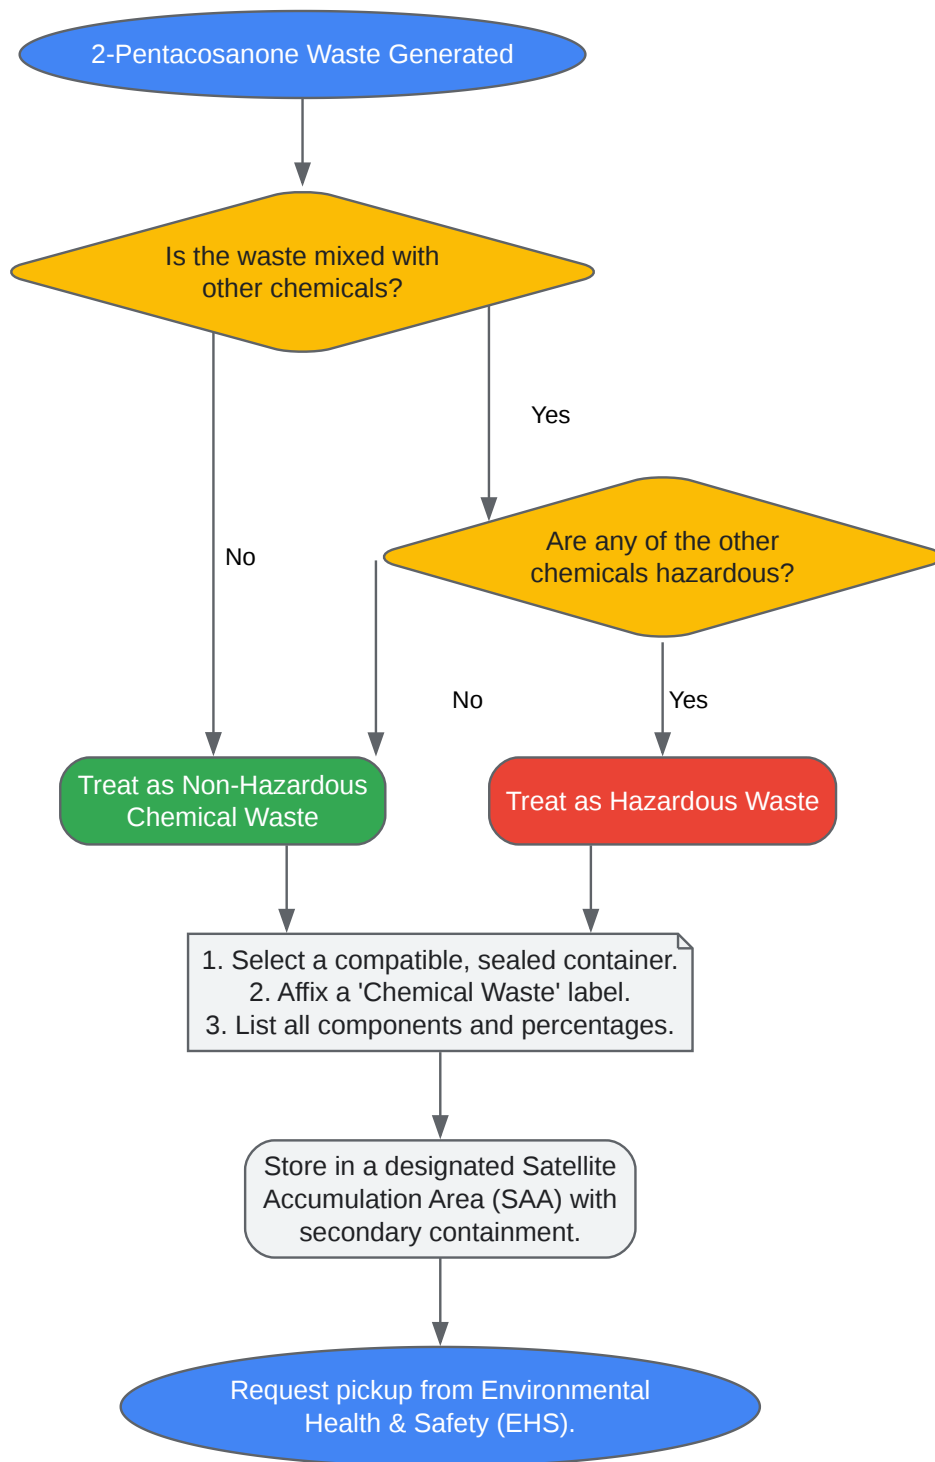 2-Pentacosanone Waste Generated
Is the waste mixed with
other chemicals?
Yes
Are any of the other
chemicals hazardous?
No
No
Yes
Treat as Non-Hazardous
Chemical Waste
Treat as Hazardous Waste
1. Select a compatible, sealed container.
2. Affix a 'Chemical Waste' label.
3. List all components and percentages.
Store in a designated Satellite
Accumulation Area (SAA) with
secondary containment.
Request pickup from Environmental
Health & Safety (EHS).